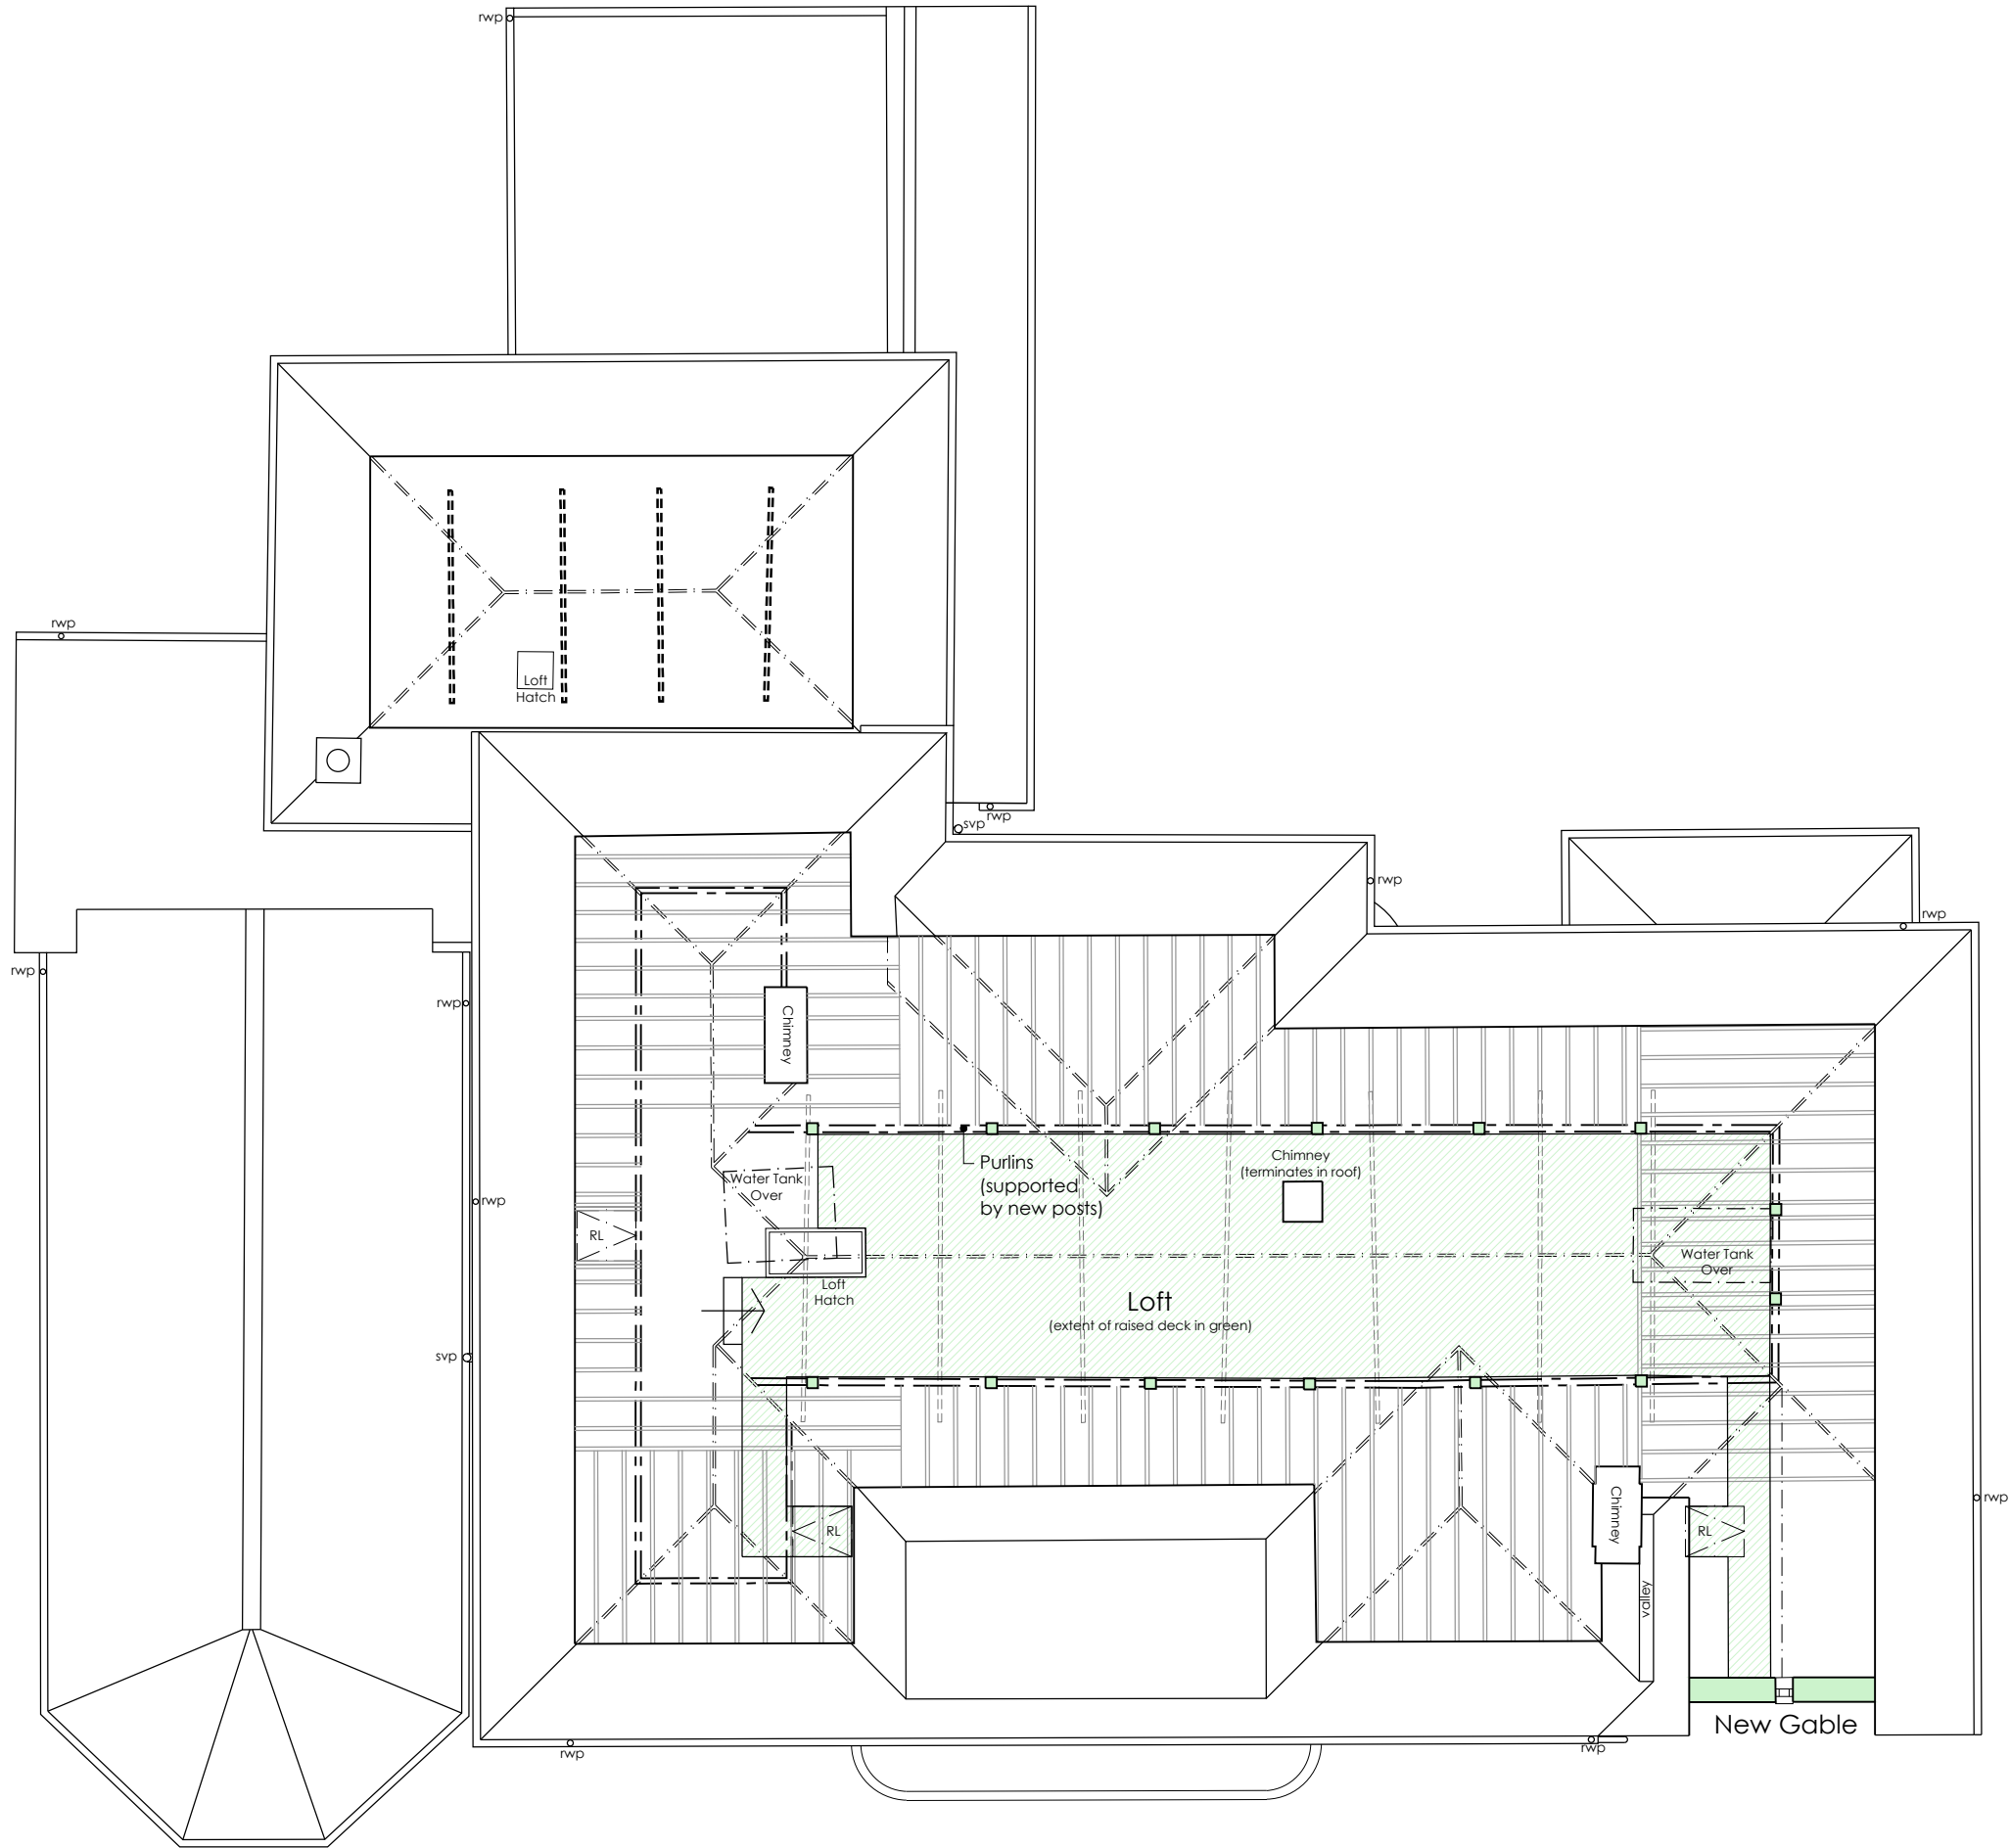 rwp
rwp
Loft
Hatch
rwp
svp
rwp
rwp
rwp
rwp
Chimney
Purlins
(supported
by new posts)
Chimney
(terminates in roof)
Water Tank
Over
rwp
RL
Water Tank
Over
Loft
Hatch
Loft
(extent of raised deck in green)
svp
Chimney
rwp
RL
RL
valley
New Gable
rwp
rwp